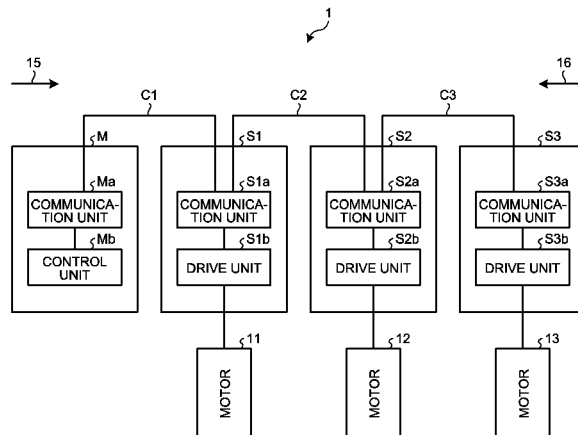 1
15
16
C1
C2
C3
M
S1
S2
S3
Ma
S1a
S2a
S3a
COMMUNICA-
TION UNIT
COMMUNICA-
TION UNIT
COMMUNICA-
TION UNIT
COMMUNICA-
TION UNIT
Mb
S1b
S2b
S3b
CONTROL
UNIT
DRIVE UNIT
DRIVE UNIT
DRIVE UNIT
11
12
13
MOTOR
MOTOR
MOTOR